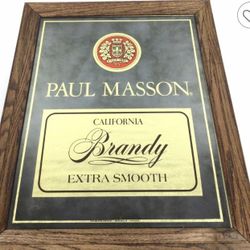 PAUL MASSON®
CALIFORNIA
Brandy
EXTRA SMOOTH